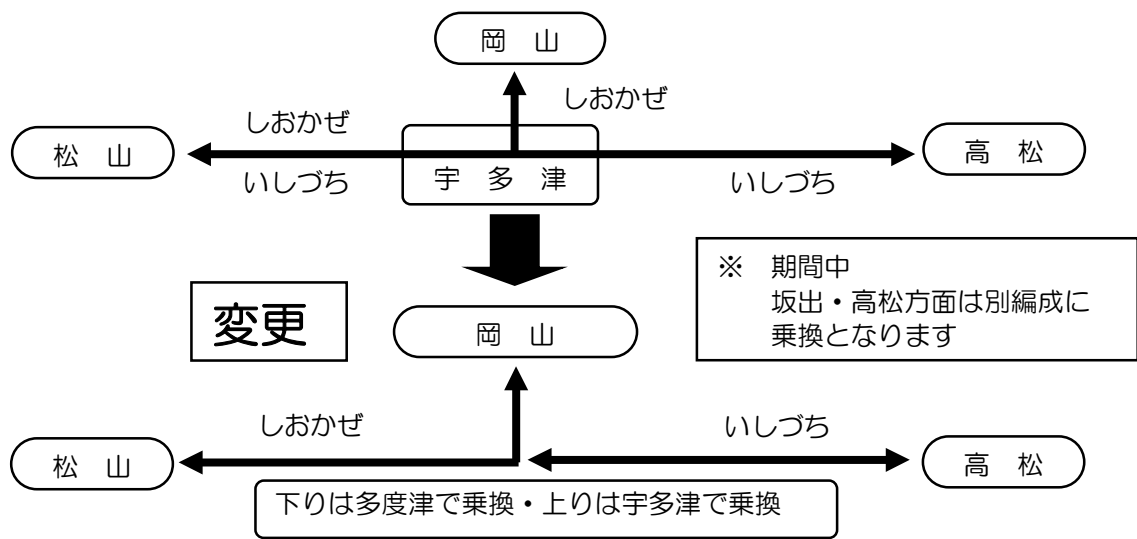 岡 山
しおかぜ
しおかぜ
松 山
高 松
宇 多 津
いしづち
いしづち
※ 期間中
坂出・高松方面は別編成に
乗換となります
変更
岡 山
しおかぜ
いしづち
松 山
高 松
下りは多度津で乗換・上りは宇多津で乗換